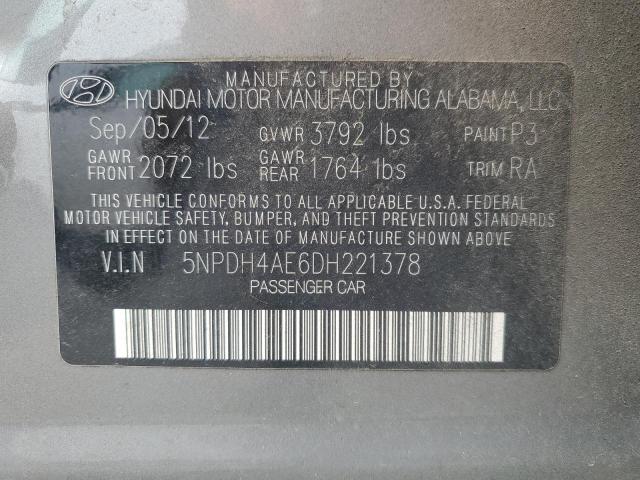 MANUFACTURED BY
HYUNDAI MOTOR MANUFACTURING ALABAMA, LLC
Sep/05/12 GVWR 3792 lbs PAINT P3
GAWR FRONT 2072 lbs GAWR REAR 1764 lbs TRIM RA
THIS VEHICLE CONFORMS TO ALL APPLICABLE U.S.A. FEDERAL
MOTOR VEHICLE SAFETY, BUMPER, AND THEFT PREVENTION STANDARDS
IN EFFECT ON THE DATE OF MANUFACTURE SHOWN ABOVE.
V.I.N 5NPDH4AE6DH221378
PASSENGER CAR